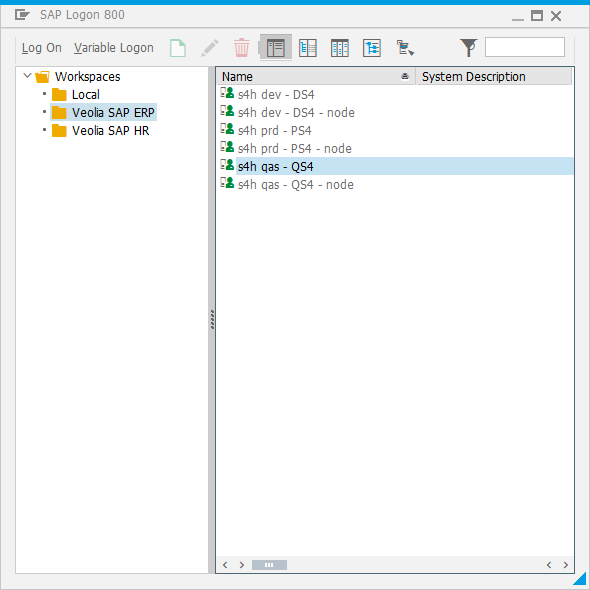 SAP Logon 800
Log On Variable Logon
Workspaces
Local
Veolia SAP ERP
Veolia SAP HR
Name System Description
s4h dev - DS4
s4h dev - DS4 - node
s4h prd - PS4
s4h prd - PS4 - node
s4h qas - QS4
s4h qas - QS4 - node